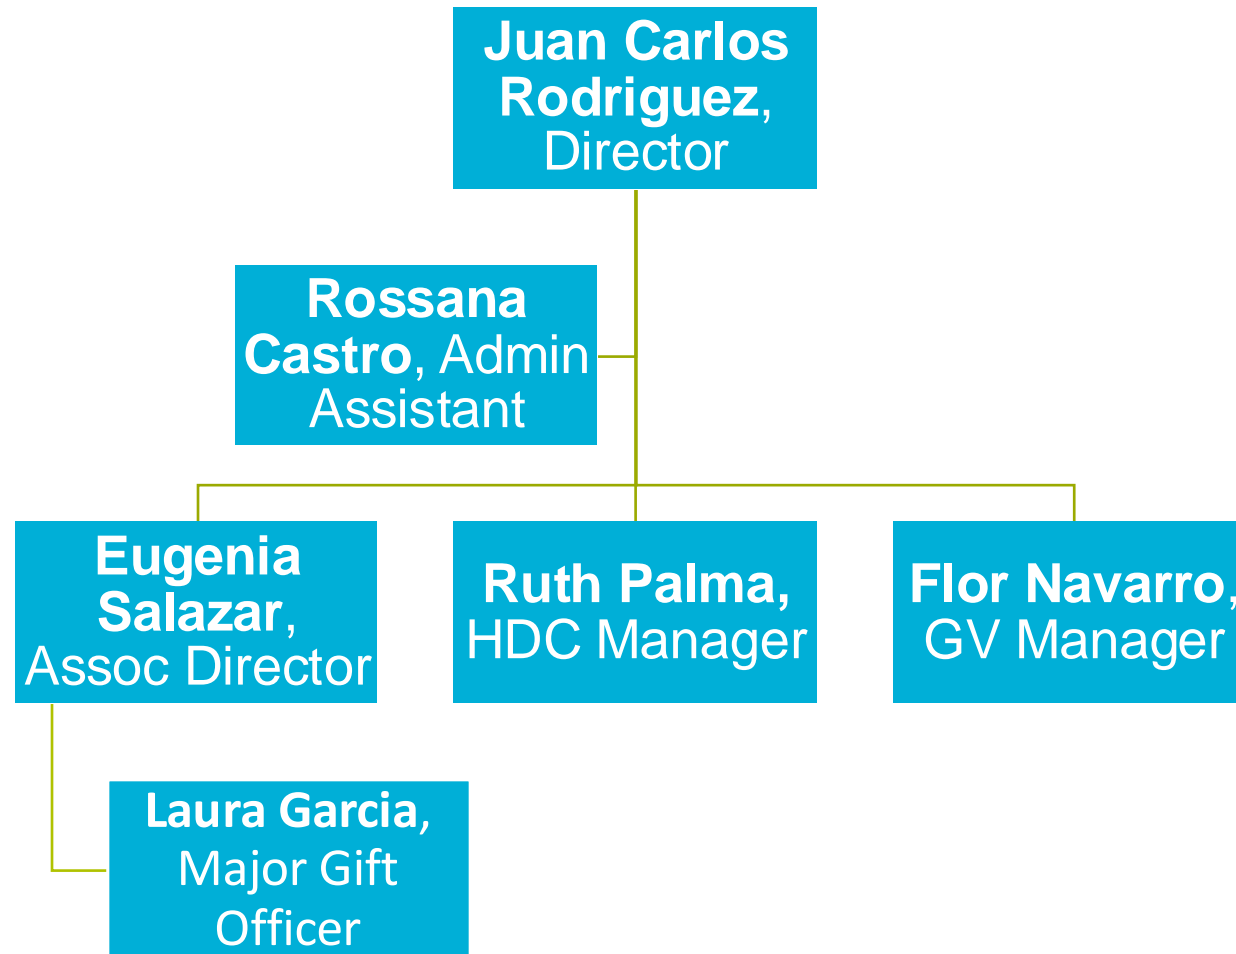 Juan Carlos
Rodriguez,
Director
Rossana
Castro, Admin
Assistant
Eugenia
Salazar,
Assoc Director
Ruth Palma,
HDC Manager
Flor Navarro,
GV Manager
Laura Garcia,
Major Gift
Officer